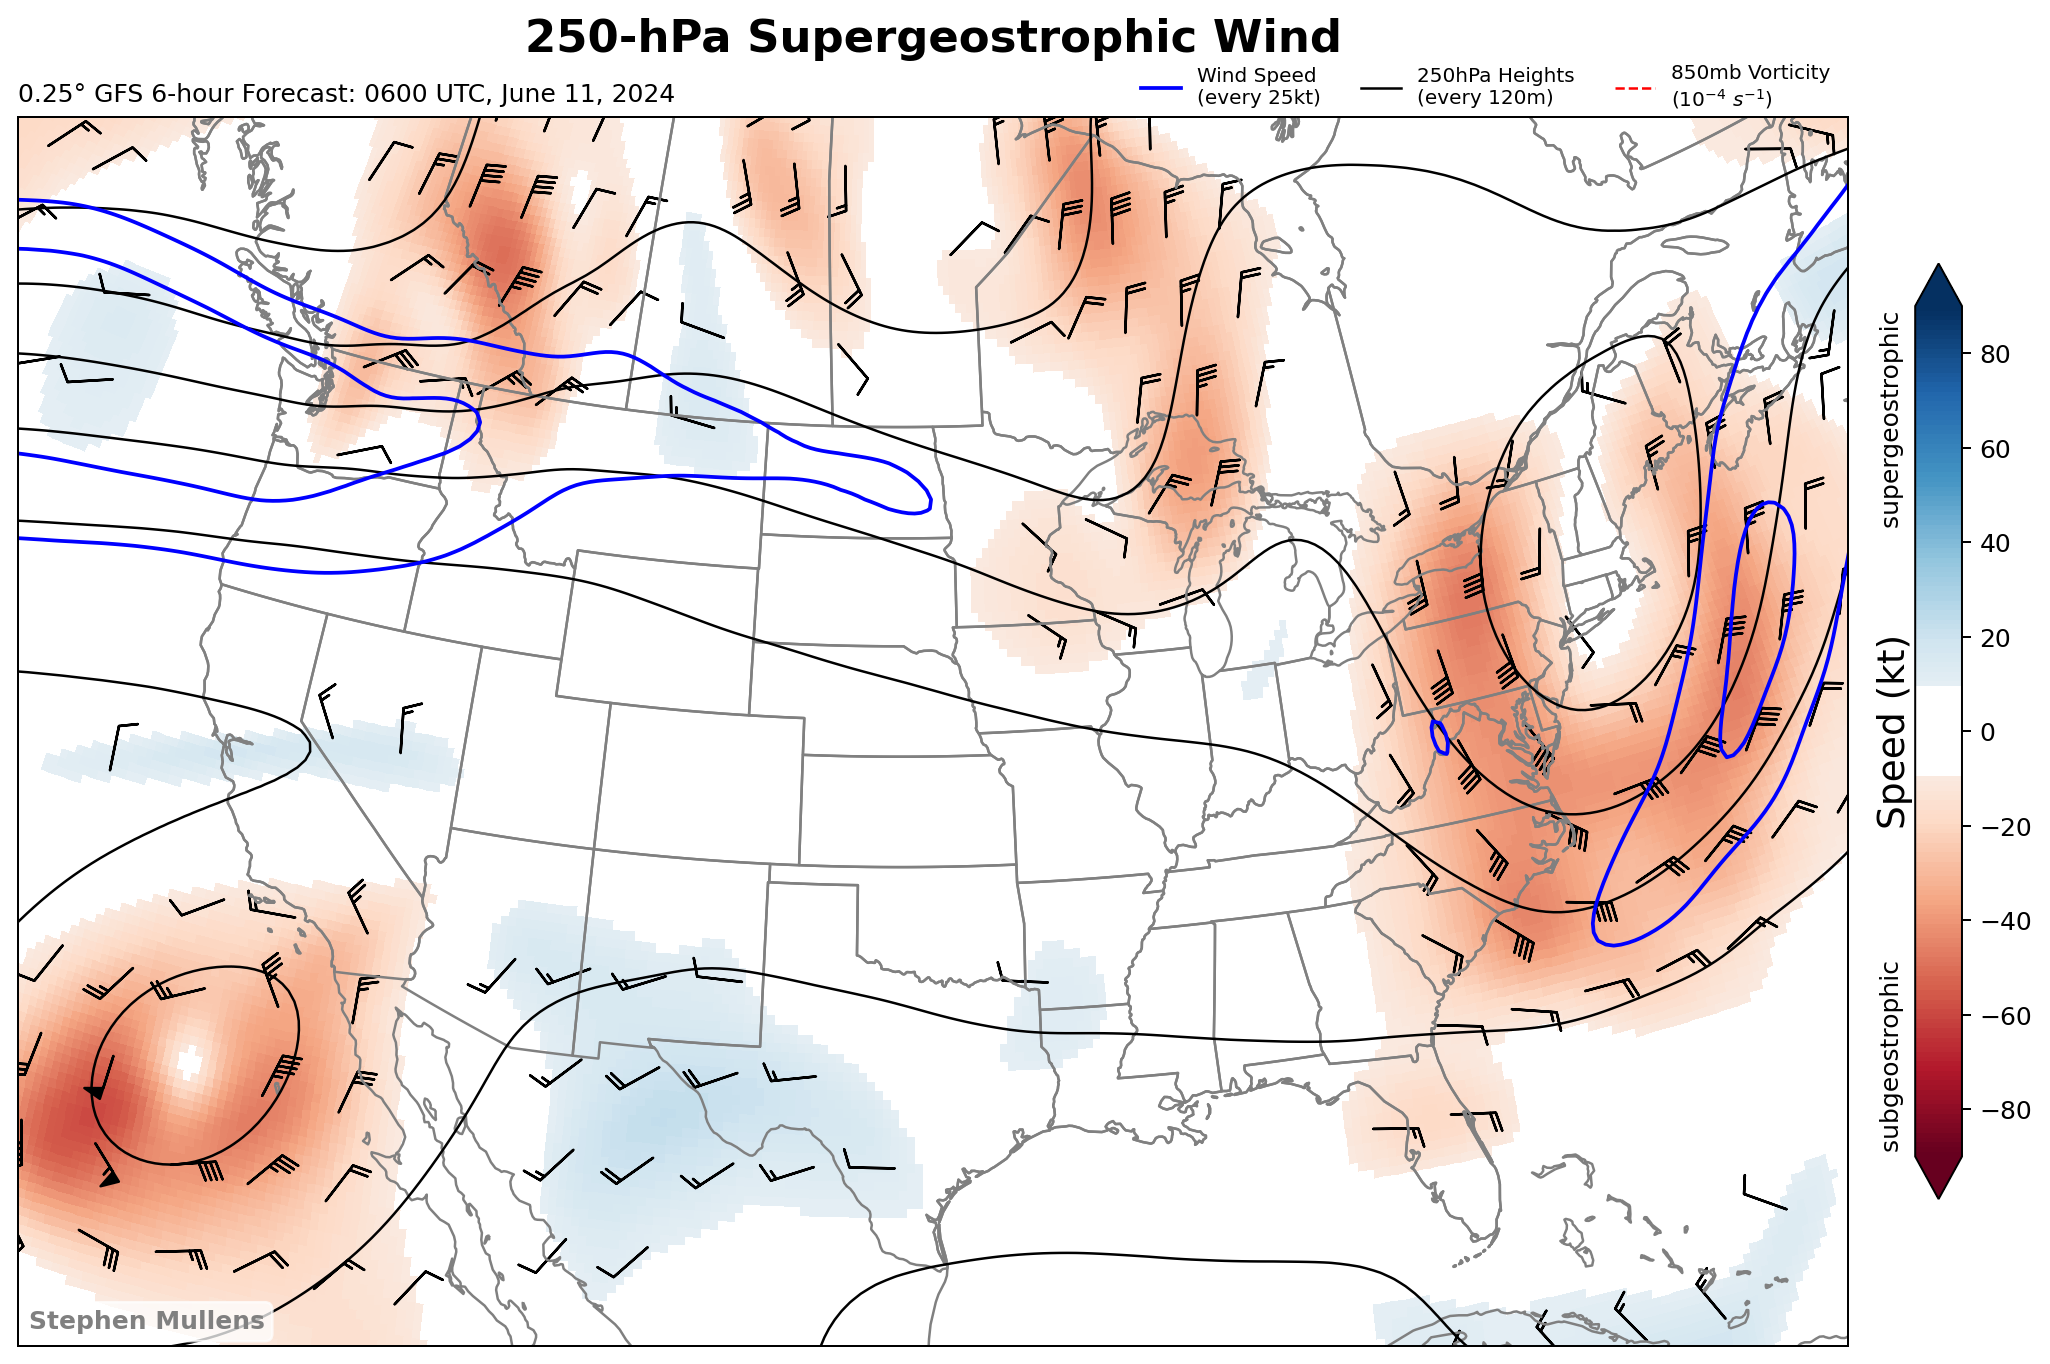 250-hPa Supergeostrophic Wind
0.25° GFS 6-hour Forecast: 0600 UTC, June 11, 2024
Wind Speed
(every 25kt)
250hPa Heights
(every 120m)
850mb Vorticity
(10⁻⁴ s⁻¹)
supergeostrophic
Speed (kt)
subgeostrophic
80
60
40
20
0
−20
−40
−60
−80
Stephen Mullens